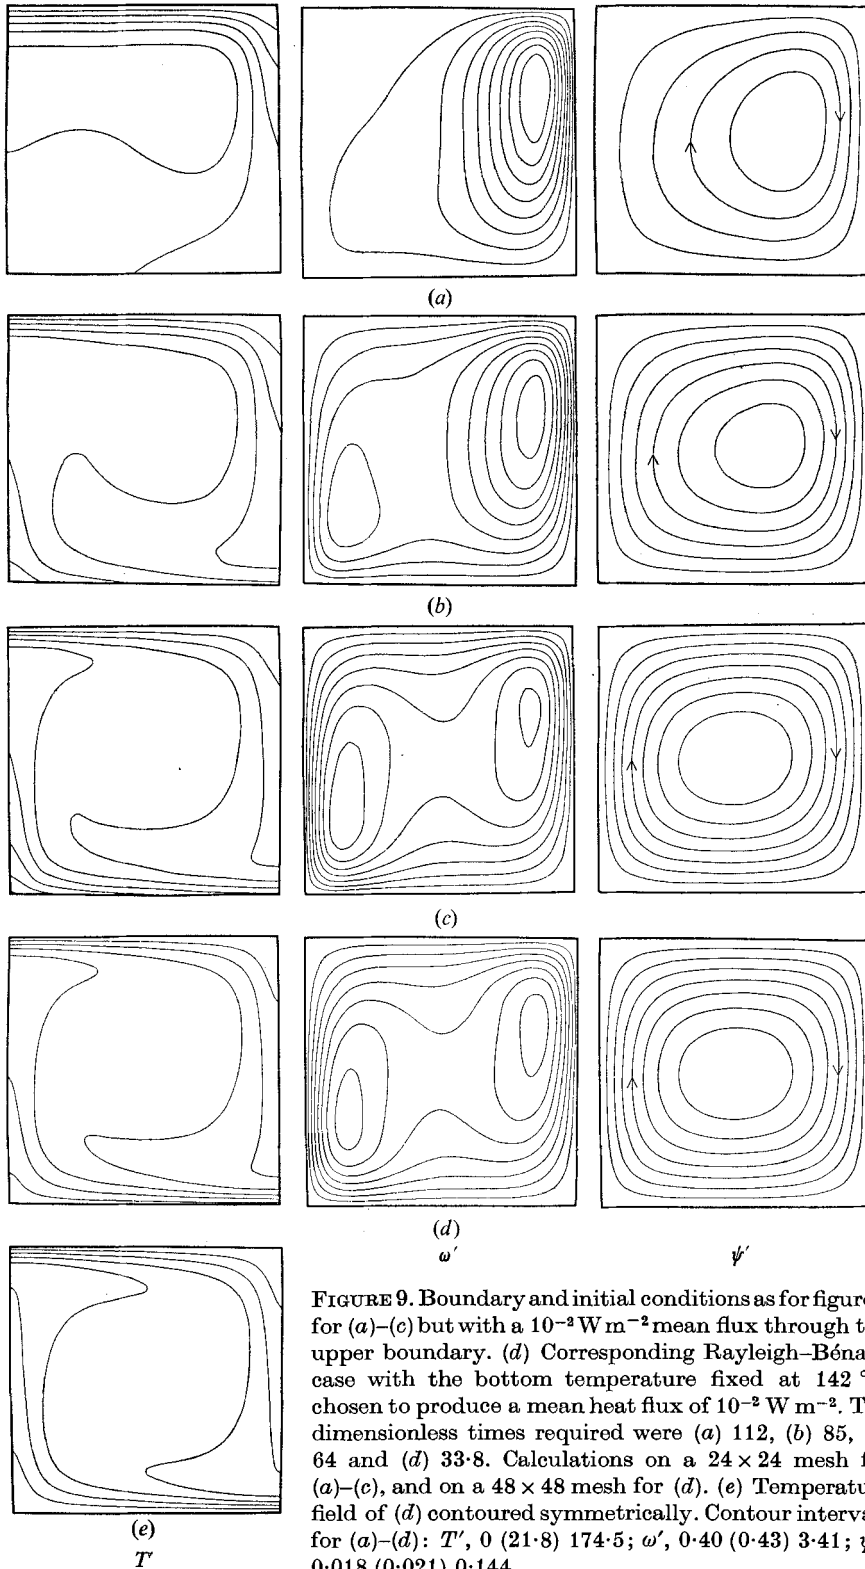 (a)
(b)
(c)
(d)
ω′ ψ′
(e)
T′
FIGURE 9. Boundary and initial conditions as for figure
for (a)–(c) but with a 10⁻² W m⁻² mean flux through
upper boundary. (d) Corresponding Rayleigh–
case with the bottom temperature fixed at 142
chosen to produce a mean heat flux of 10⁻² W m⁻².
dimensionless times required were (a) 112, (b) 85,
64 and (d) 33·8. Calculations on a 24 × 24 mesh
(a)–(c), and on a 48 × 48 mesh for (d). (e)
field of (d) contoured symmetrically. Contour
for (a)–(d): T′, 0 (21·8) 174·5; ω′, 0·40 (0·43) 3·41;
0·018 (0·021) 0·144